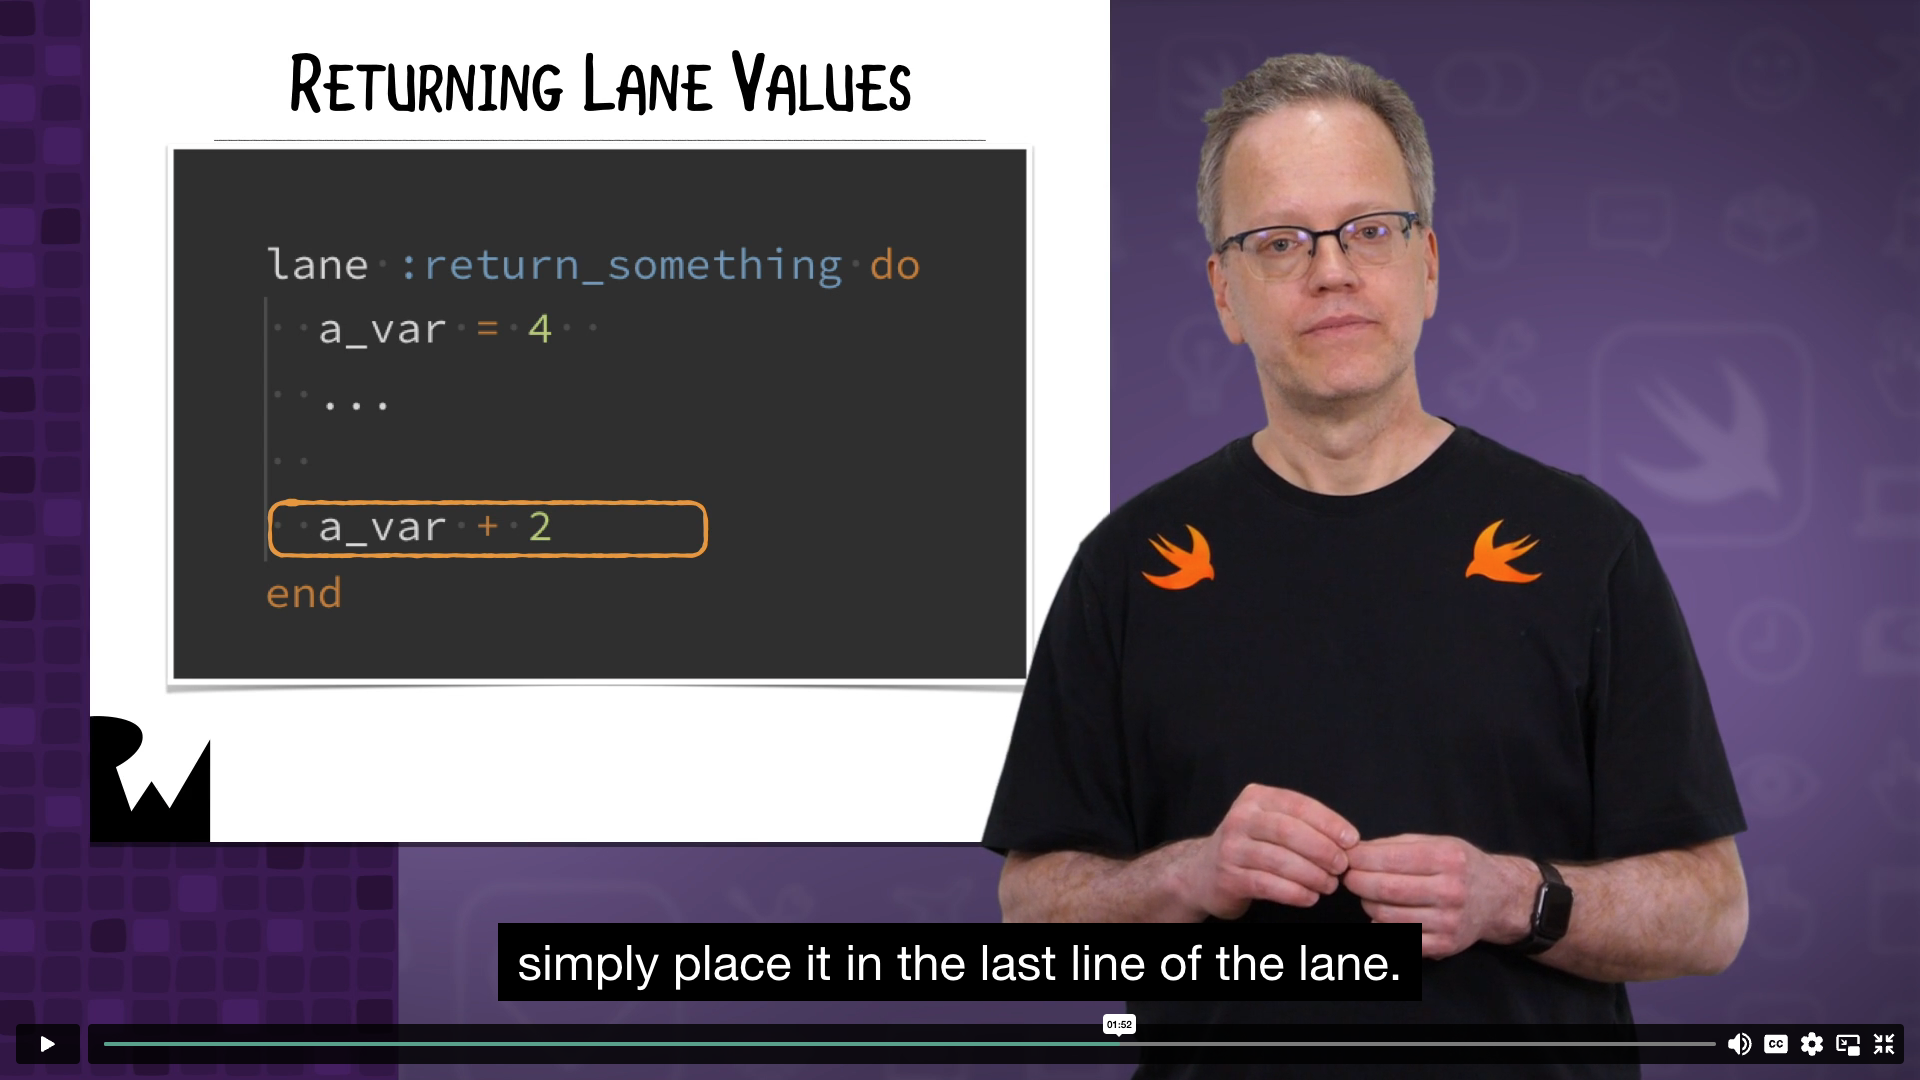 Returning Lane Values
lane :return_something do
a_var = 4
...
a_var + 2
end
RW
simply place it in the last line of the lane.
01:52
CC